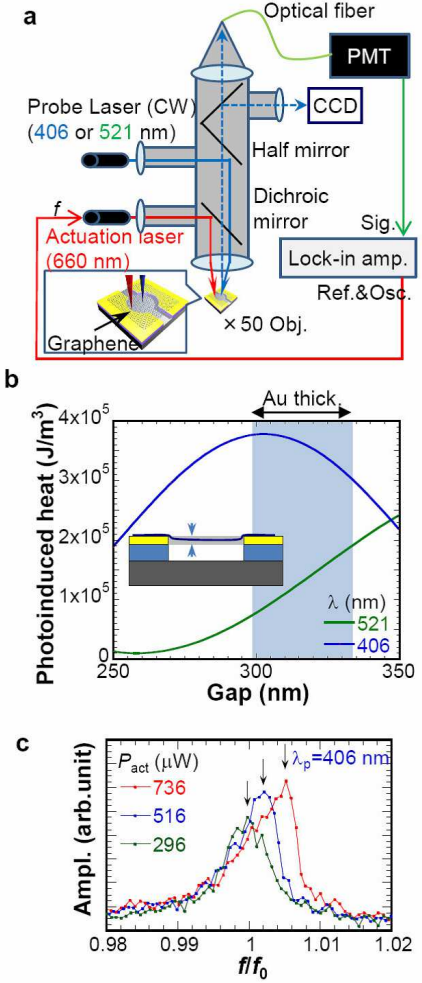 a
Optical fiber
PMT
Probe Laser (CW)
(406 or 521 nm)
CCD
Half mirror
Dichroic
mirror
f
Actuation laser
(660 nm)
Sig.
Lock-in amp.
Ref.&Osc.
Graphene
×50 Obj.
b
Au thick.
Photoinduced heat (J/m³)
4x10⁵
3x10⁵
2x10⁵
1x10⁵
0
λ (nm)
521
406
250 300 350
Gap (nm)
c
Pact (μW)
736
516
296
λp=406 nm
Ampl. (arb.unit)
0.98 0.99 1 1.01 1.02
f/f₀